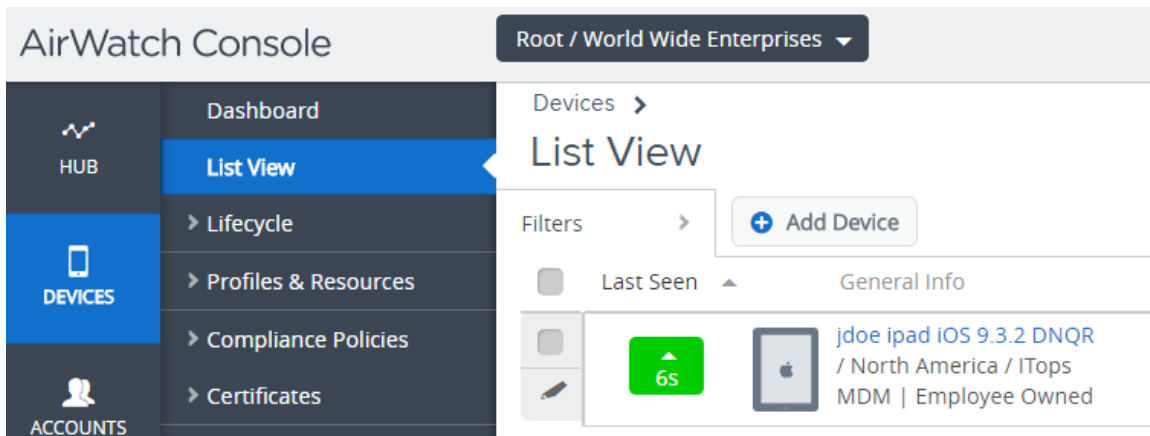 AirWatch Console
Root / World Wide Enterprises
HUB
DEVICES
ACCOUNTS
Dashboard
List View
Lifecycle
Profiles & Resources
Compliance Policies
Certificates
Devices
List View
Filters
Add Device
Last Seen
General Info
6s
jdoe ipad iOS 9.3.2 DNQR
/ North America / ITops
MDM | Employee Owned